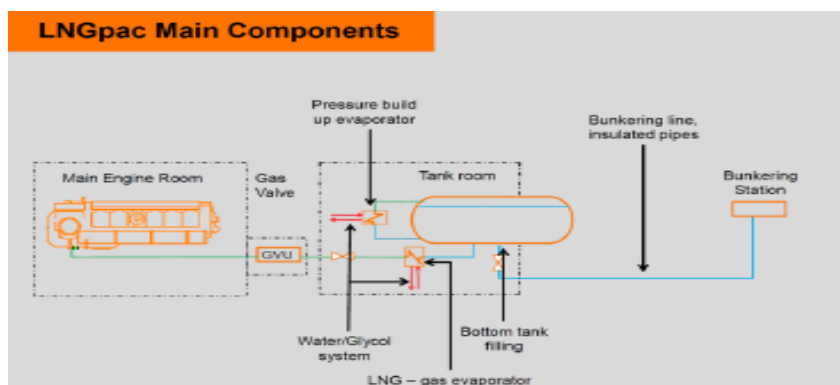 LNGpac Main Components
Pressure build
up evaporator
Bunkering line,
insulated pipes
Main Engine Room
Gas
Valve
Tank room
Bunkering
Station
GVU
Water/Glycol
system
Bottom tank
filling
LNG – gas evaporator